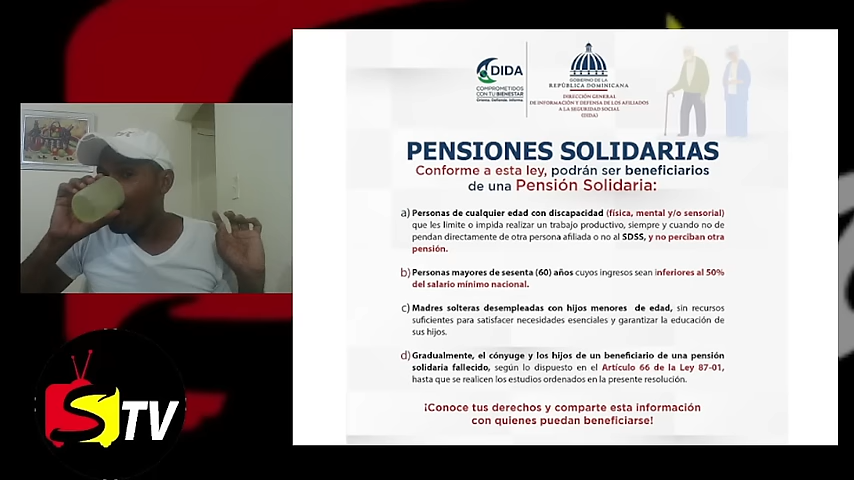 DIDA
COMPROMETIDOS
CON TU BIENESTAR
Orienta. Defiende. Informa.
GOBIERNO DE LA
REPÚBLICA DOMINICANA
DIRECCIÓN GENERAL
DE INFORMACIÓN Y DEFENSA DE LOS AFILIADOS
A LA SEGURIDAD SOCIAL
(DIDA)
PENSIONES SOLIDARIAS
Conforme a esta ley, podrán ser beneficiarios
de una Pensión Solidaria:
a) Personas de cualquier edad con discapacidad (física, mental y/o sensorial)
que les limite o impida realizar un trabajo productivo, siempre y cuando no de
pendan directamente de otra persona afiliada o no al SDSS, y no perciban otra
pensión.
b) Personas mayores de sesenta (60) años cuyos ingresos sean inferiores al 50%
del salario mínimo nacional.
c) Madres solteras desempleadas con hijos menores de edad, sin recursos
suficientes para satisfacer necesidades esenciales y garantizar la educación de
sus hijos.
d) Gradualmente, el cónyuge y los hijos de un beneficiario de una pensión
solidaria fallecido, según lo dispuesto en el Artículo 66 de la Ley 87-01,
hasta que se realicen los estudios ordenados en la presente resolución.
¡Conoce tus derechos y comparte esta información
con quienes puedan beneficiarse!
STV